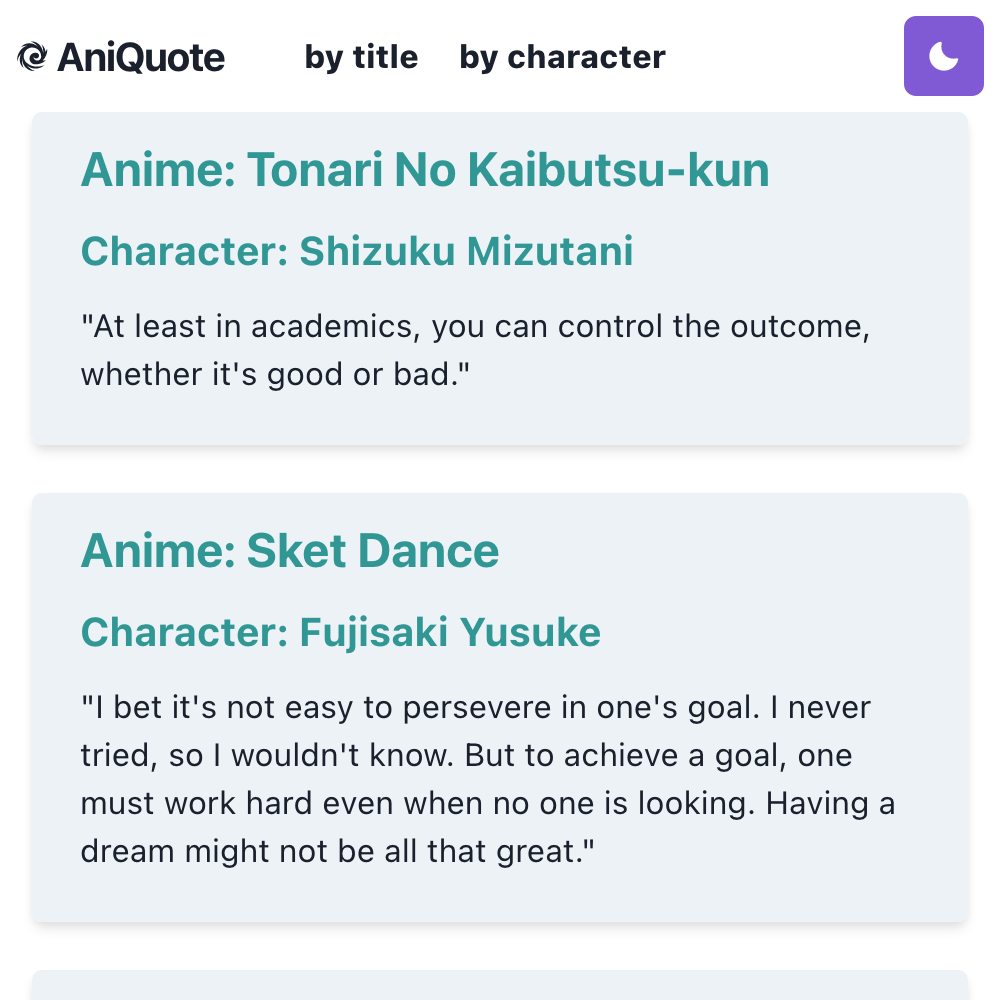 AniQuote
by title
by character
Anime: Tonari No Kaibutsu-kun
Character: Shizuku Mizutani
"At least in academics, you can control the outcome,
whether it's good or bad."
Anime: Sket Dance
Character: Fujisaki Yusuke
"I bet it's not easy to persevere in one's goal. I never
tried, so I wouldn't know. But to achieve a goal, one
must work hard even when no one is looking. Having a
dream might not be all that great."